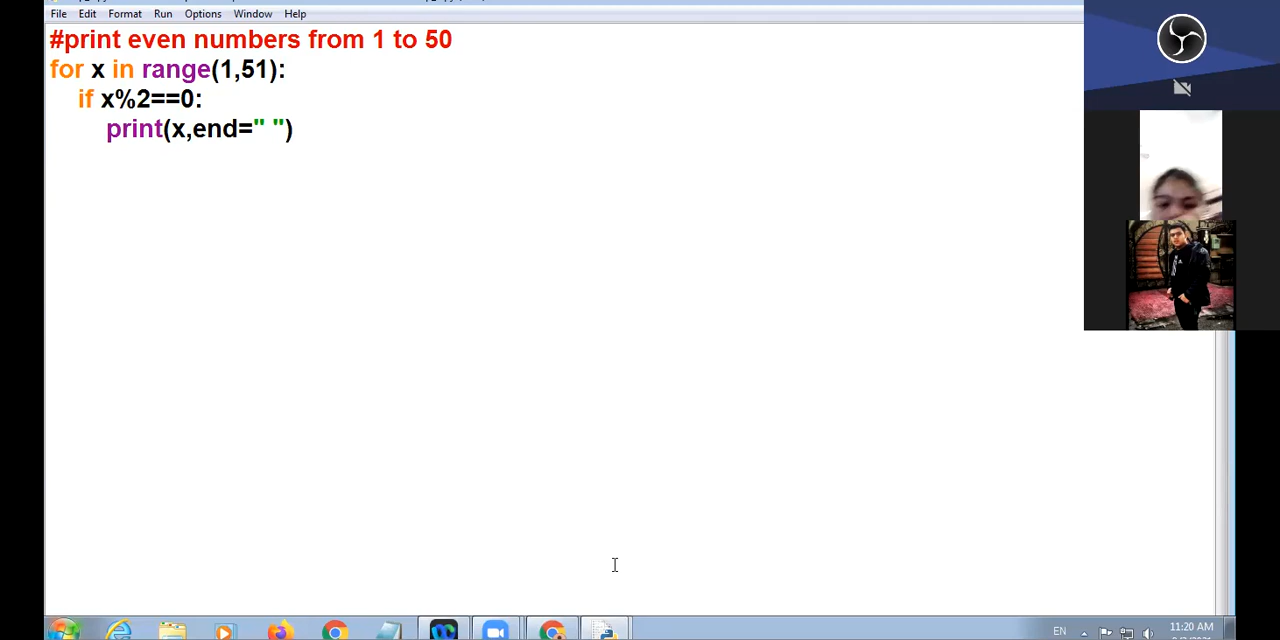 File Edit Format Run Options Window Help
#print even numbers from 1 to 50
for x in range(1,51):
if x%2==0:
print(x,end=" ")
EN
11:20 AM